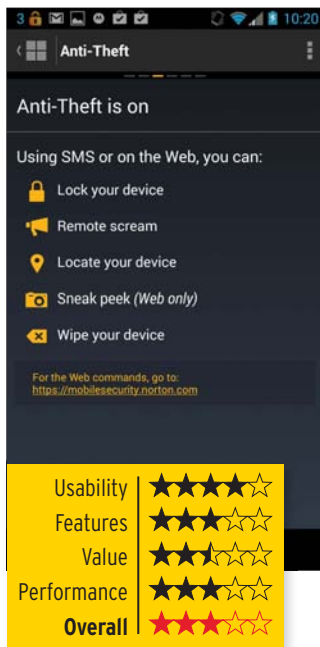 3 10:20
Anti-Theft
Anti-Theft is on
Using SMS or on the Web, you can:
Lock your device
Remote scream
Locate your device
Sneak peek (Web only)
Wipe your device
For the Web commands, go to:
https://mobilesecurity.norton.com
Usability
Features
Value
Performance
Overall